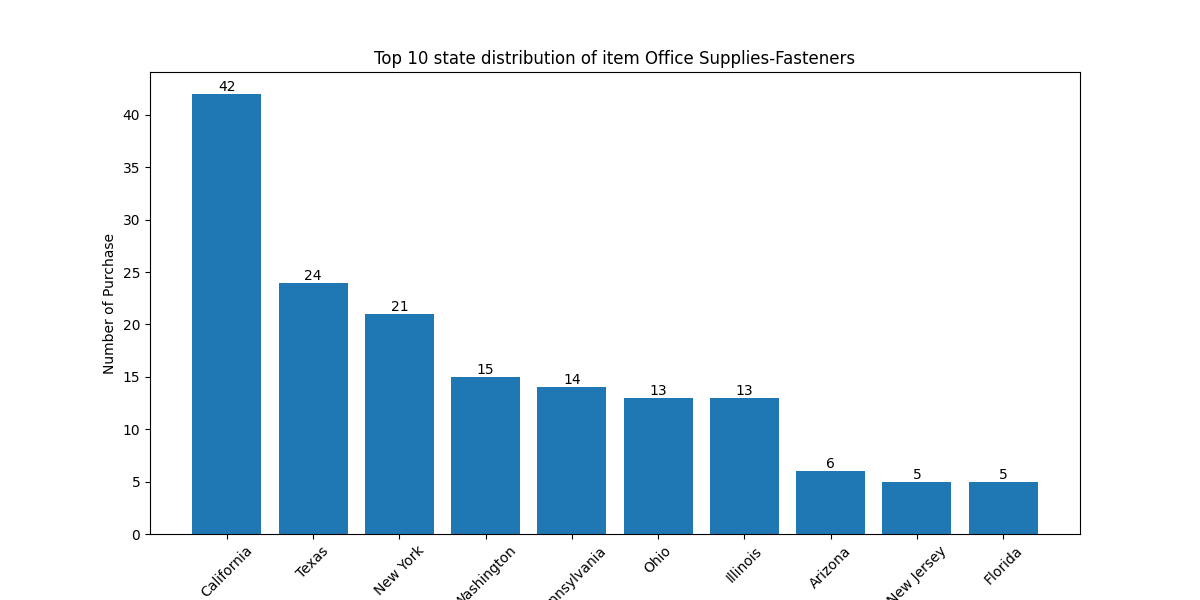 Top 10 state distribution of item Office Supplies-Fasteners
Number of Purchase
40
35
30
25
20
15
10
5
0
42
24
21
15
14
13
13
6
5
5
California
Texas
New York
Washington
nnsylvania
Ohio
Illinois
Arizona
New Jersey
Florida